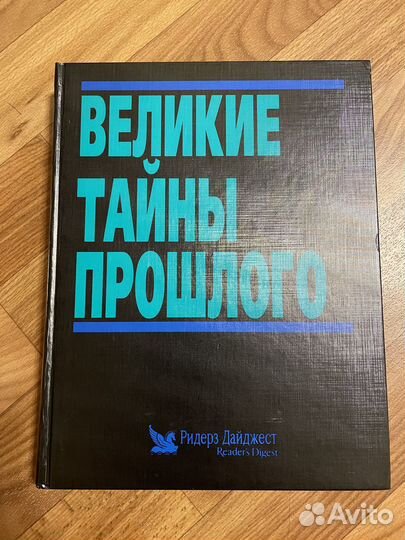 ВЕЛИКИЕ
ТАЙНЫ
ПРОШЛОГО
Ридерз Дайджест
Reader's Digest
Avito